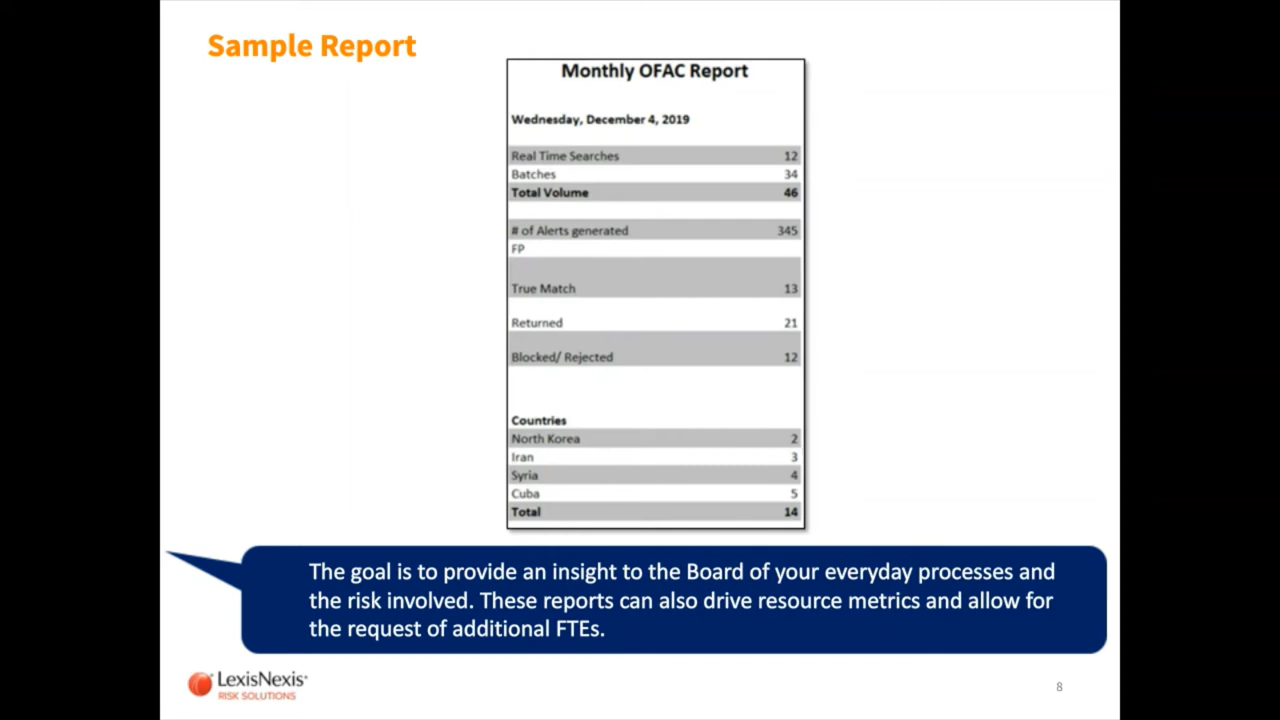 Sample Report
Monthly OFAC Report
Wednesday, December 4, 2019
Real Time Searches 12
Batches 34
Total Volume 46
# of Alerts generated 345
FP
True Match 13
Returned 21
Blocked/ Rejected 12
Countries
North Korea 2
Iran 3
Syria 4
Cuba 5
Total 14
The goal is to provide an insight to the Board of your everyday processes and
the risk involved. These reports can also drive resource metrics and allow for
the request of additional FTEs.
LexisNexis
RISK SOLUTIONS
8